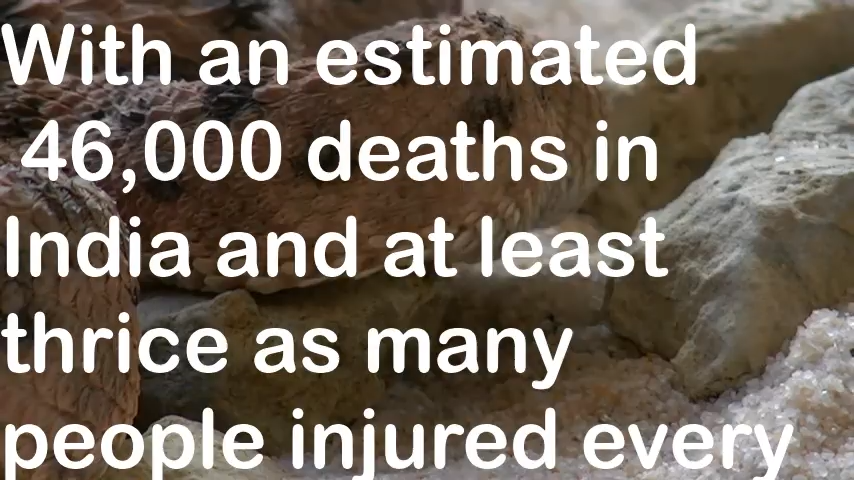 With an estimated
46,000 deaths in
India and at least
thrice as many
people injured every